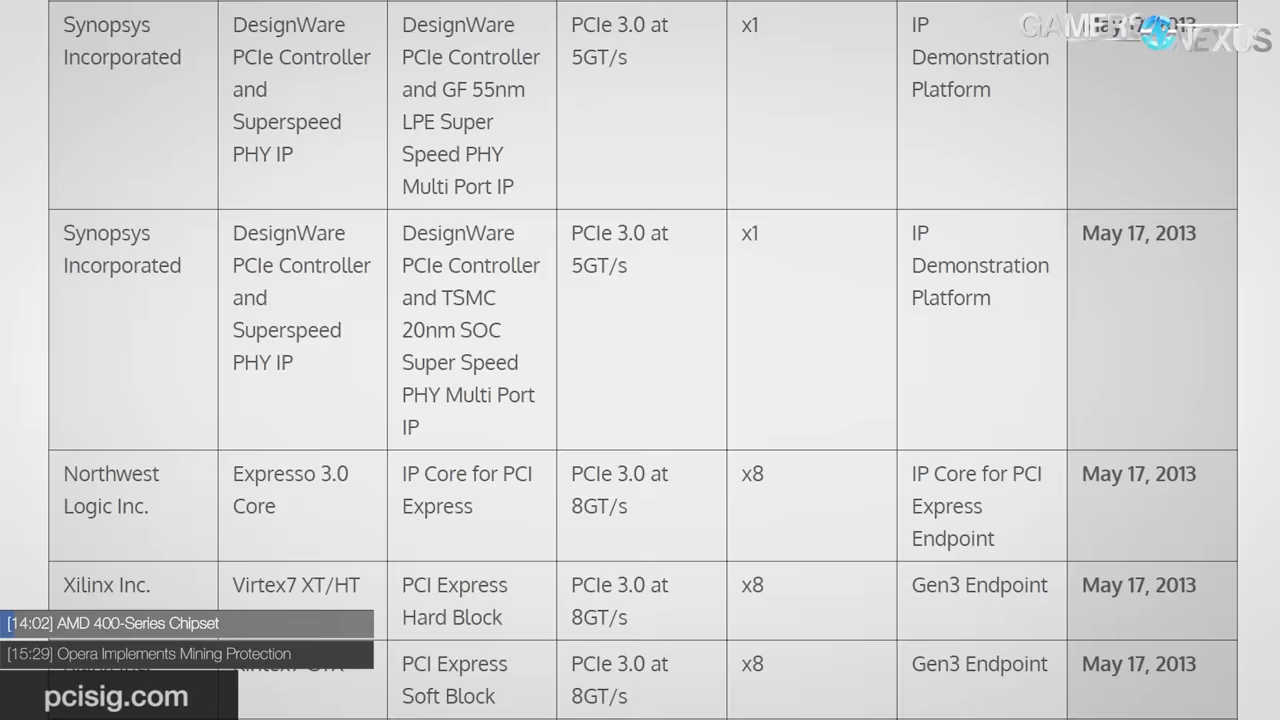 Synopsys
Incorporated
DesignWare
PCIe Controller
and
Superspeed
PHY IP
DesignWare
PCIe Controller
and GF 55nm
LPE Super
Speed PHY
Multi Port IP
PCIe 3.0 at
5GT/s
x1
IP
Demonstration
Platform
May 17, 2013
GAMERS NEXUS
Synopsys
Incorporated
DesignWare
PCIe Controller
and
Superspeed
PHY IP
DesignWare
PCIe Controller
and TSMC
20nm SOC
Super Speed
PHY Multi Port
IP
PCIe 3.0 at
5GT/s
x1
IP
Demonstration
Platform
May 17, 2013
Northwest
Logic Inc.
Expresso 3.0
Core
IP Core for PCI
Express
PCIe 3.0 at
8GT/s
x8
IP Core for PCI
Express
Endpoint
May 17, 2013
Xilinx Inc.
Virtex7 XT/HT
PCI Express
Hard Block
PCIe 3.0 at
8GT/s
x8
Gen3 Endpoint
May 17, 2013
[14:02] AMD 400-Series Chipset
[15:29] Opera Implements Mining Protection
PCI Express
Soft Block
PCIe 3.0 at
8GT/s
x8
Gen3 Endpoint
May 17, 2013
pcisig.com